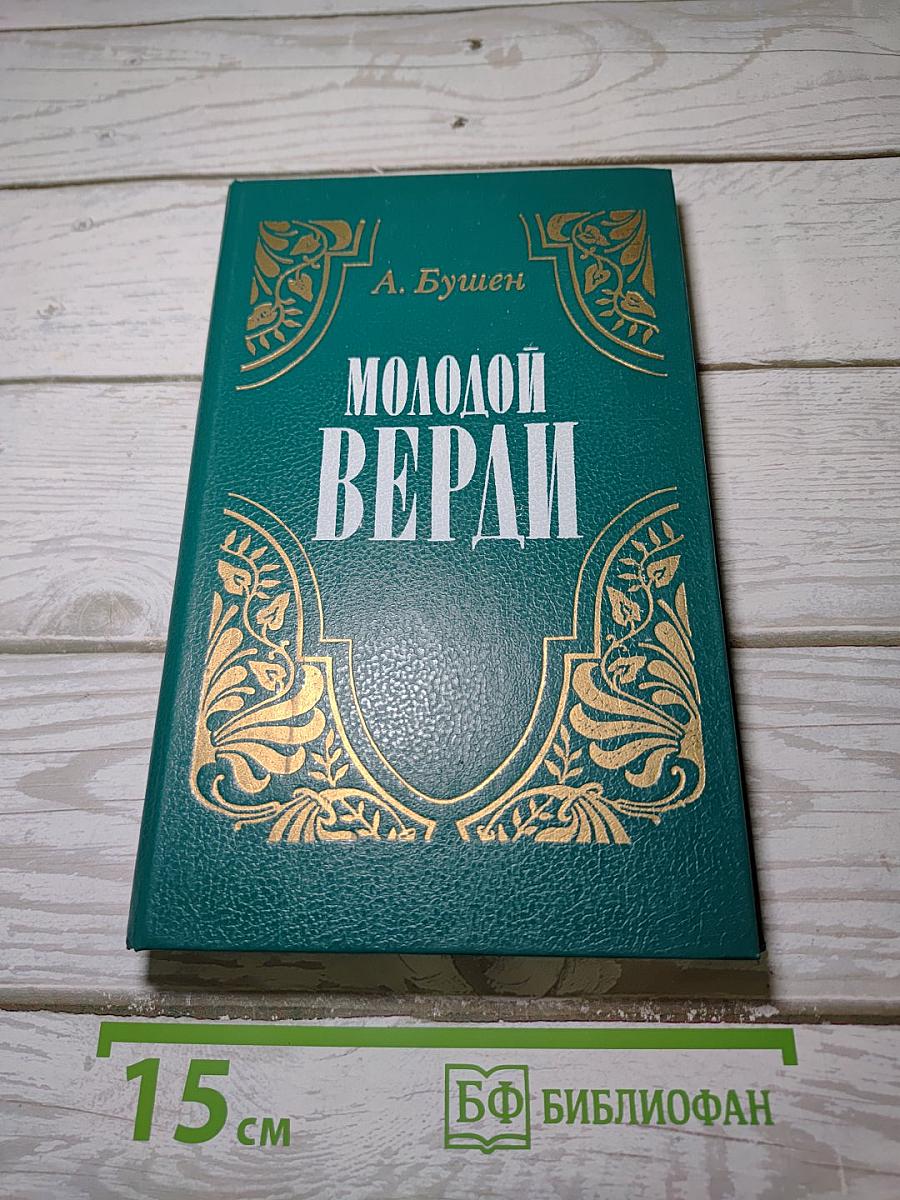 А. Бушен
МОЛОДОЙ
ВЕРДИ
15 см
БФ БИБЛИОФАН